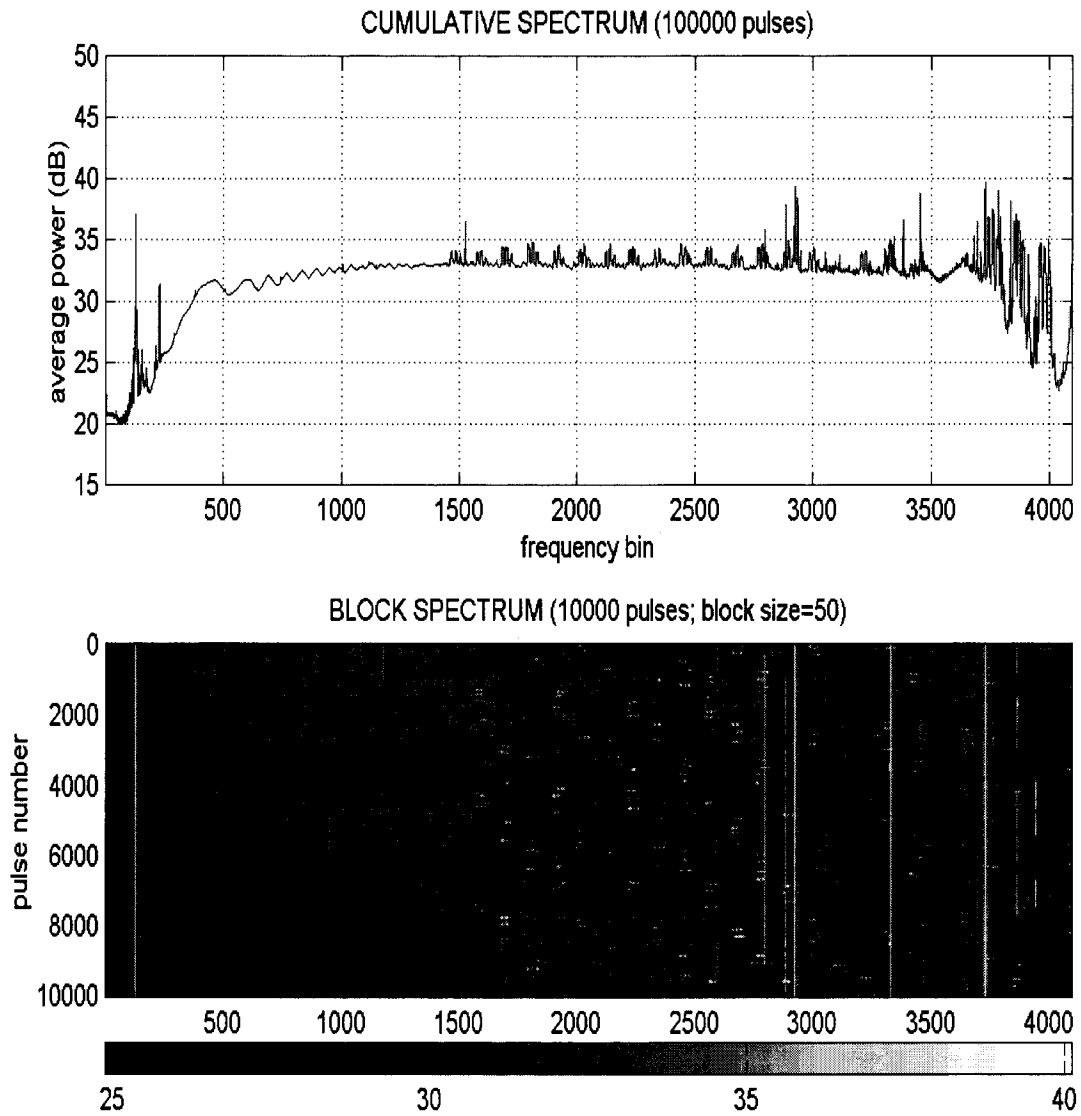 CUMULATIVE SPECTRUM (100000 pulses)
50
45
40
35
30
25
20
15
average power (dB)
500 1000 1500 2000 2500 3000 3500 4000
frequency bin
BLOCK SPECTRUM (10000 pulses; block size=50)
0
2000
4000
6000
8000
10000
pulse number
500 1000 1500 2000 2500 3000 3500 4000
25 30 35 40